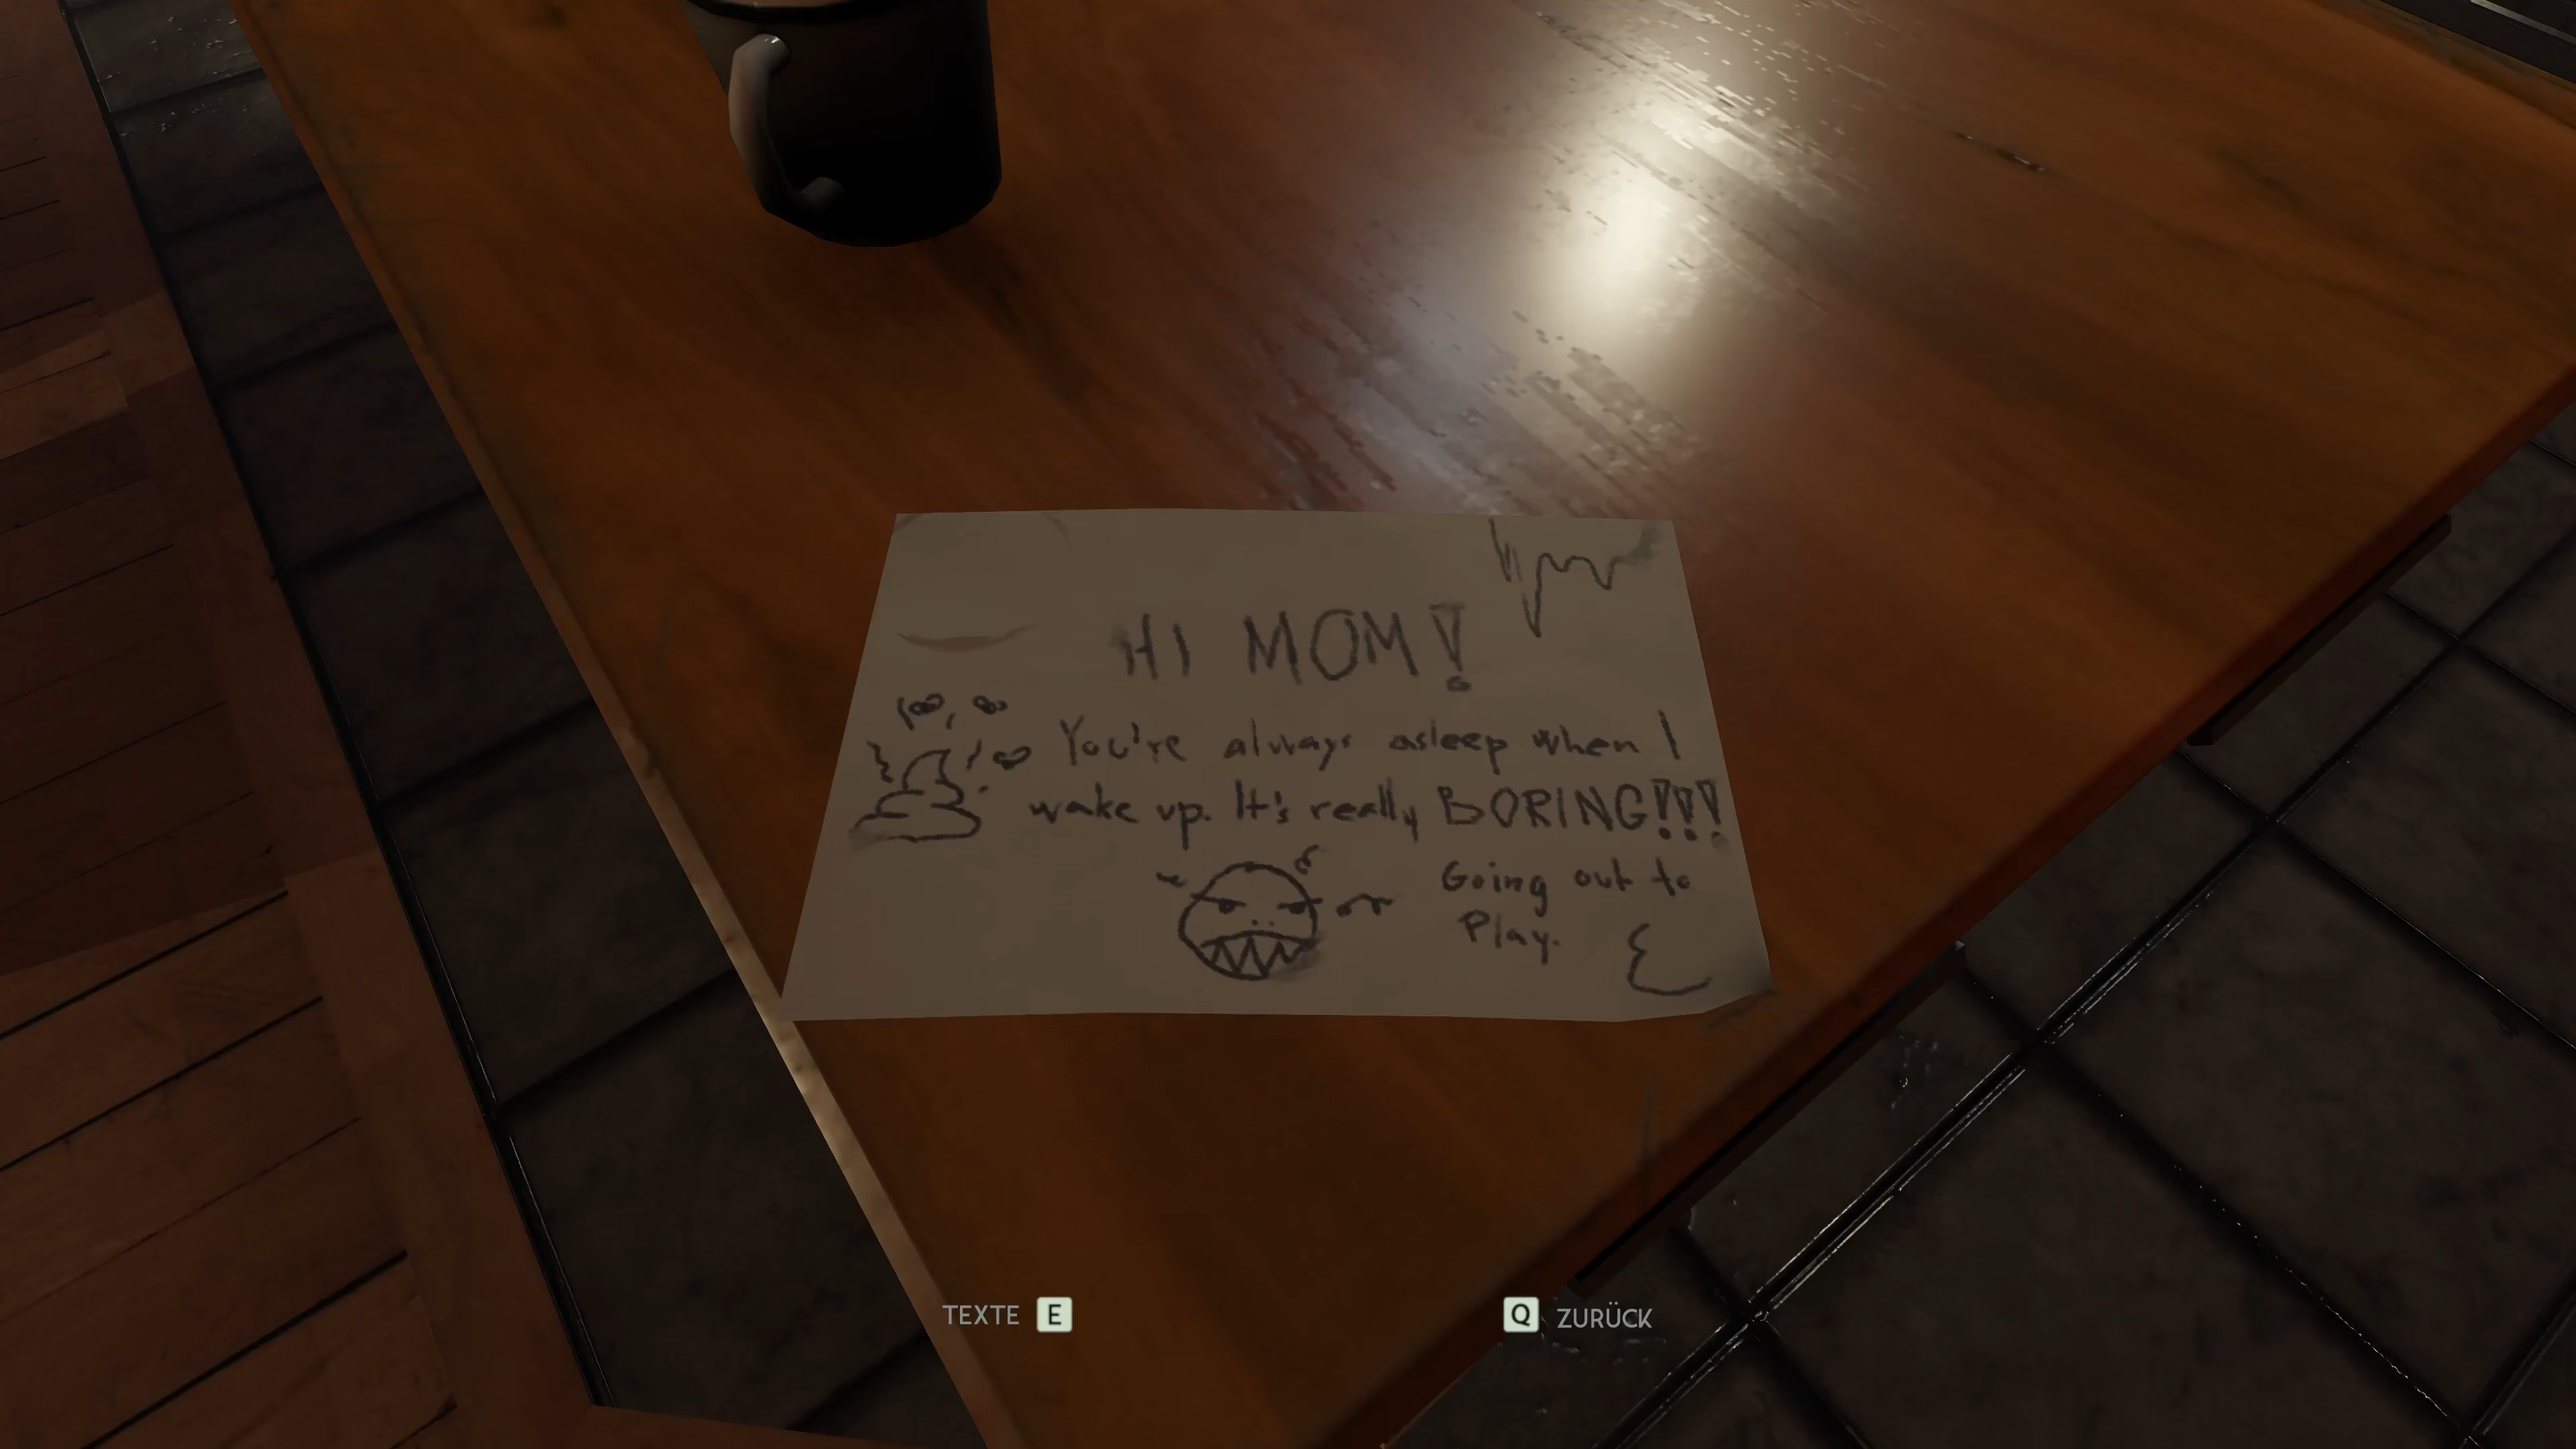 HI MOM!
You're always asleep when I
wake up. It's really BORING!!!
Going out to
Play.
TEXTE E
Q ZURÜCK